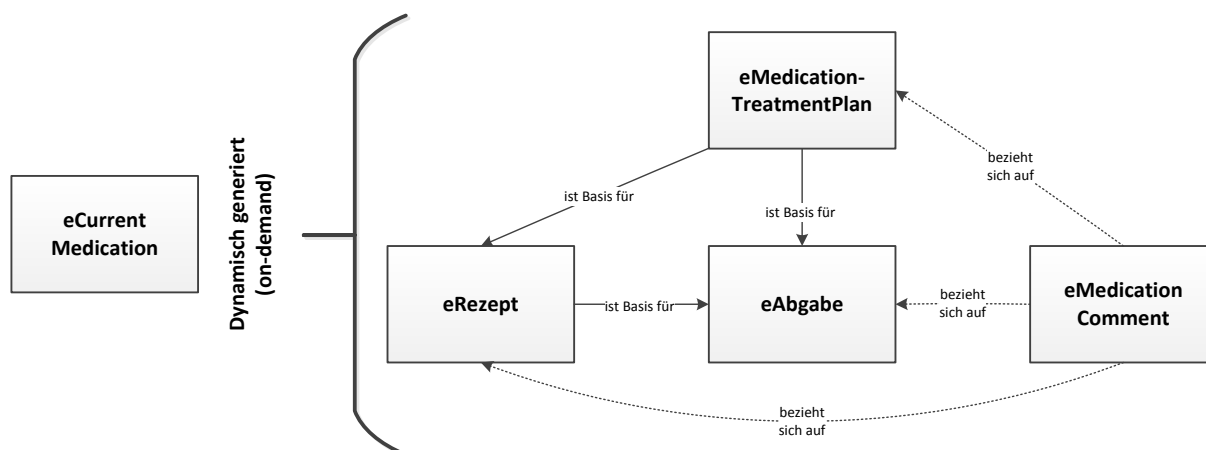 eCurrent
Medication
Dynamisch generiert
(on-demand)
eMedication-
TreatmentPlan
bezieht
sich auf
ist Basis für
ist Basis für
eRezept
ist Basis für
eAbgabe
bezieht
sich auf
eMedication
Comment
bezieht
sich auf